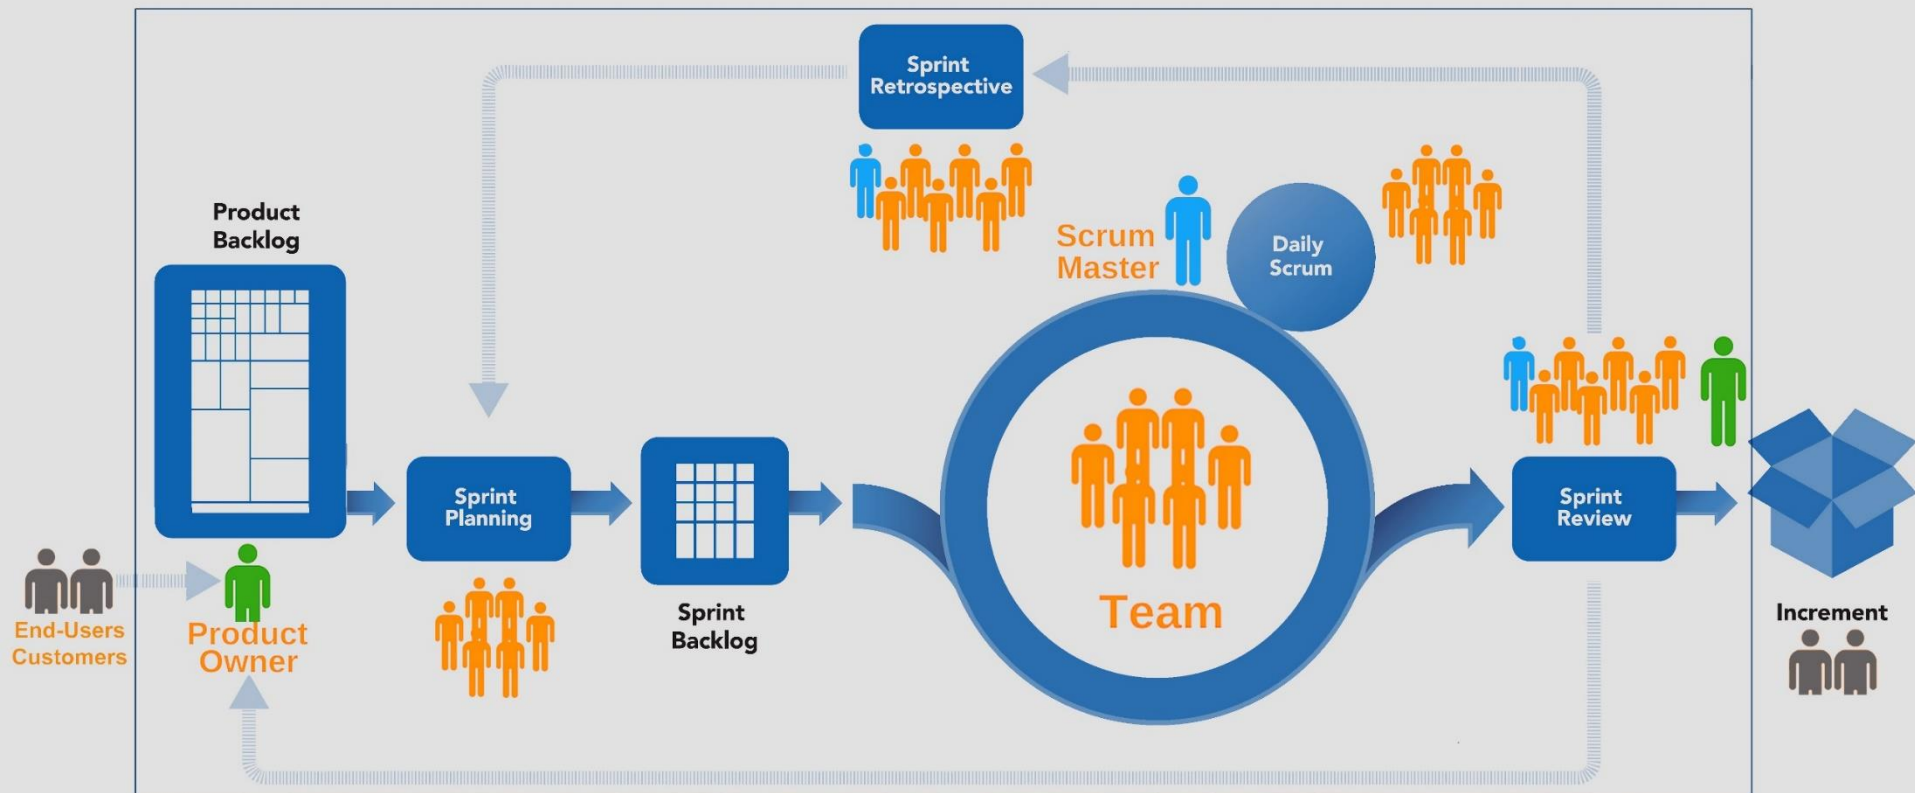 Sprint
Retrospective
Product
Backlog
Scrum
Master
Daily
Scrum
Sprint
Planning
Sprint
Backlog
Team
Sprint
Review
End-Users
Customers
Product
Owner
Increment